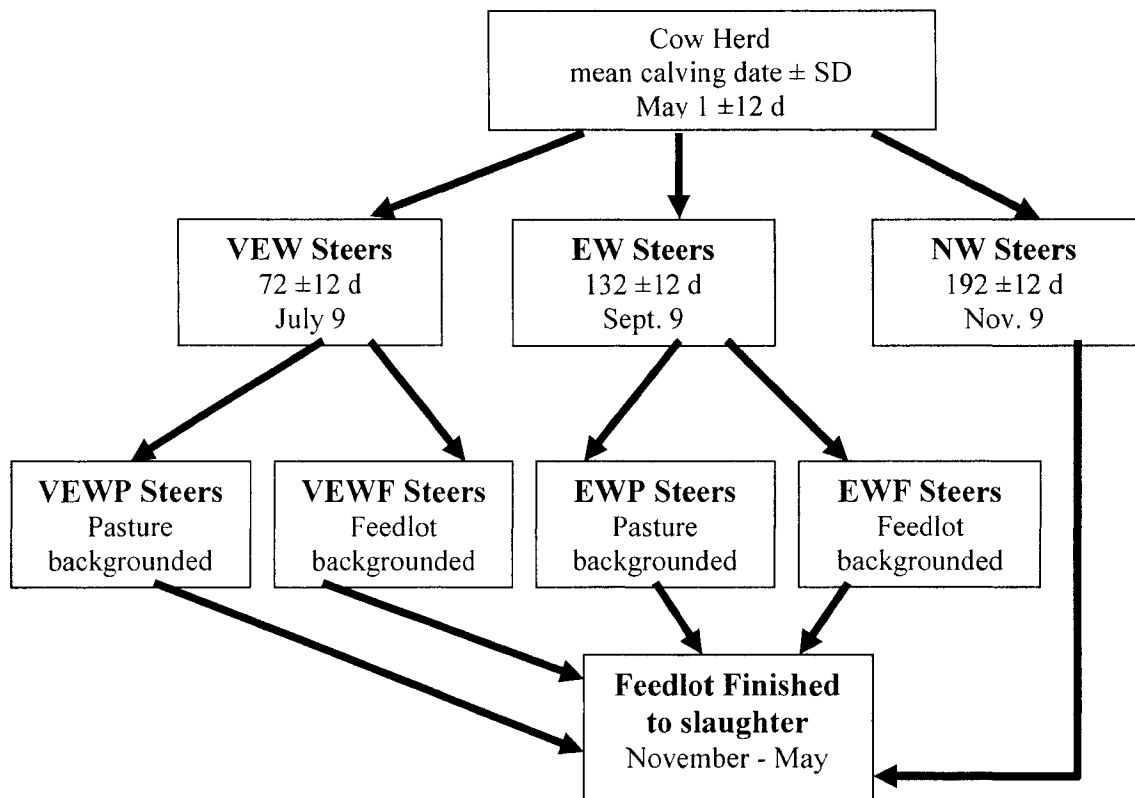 Cow Herd
mean calving date ± SD
May 1 ±12 d
VEW Steers
72 ±12 d
July 9
EW Steers
132 ±12 d
Sept. 9
NW Steers
192 ±12 d
Nov. 9
VEWP Steers
Pasture
backgrounded
VEWF Steers
Feedlot
backgrounded
EWP Steers
Pasture
backgrounded
EWF Steers
Feedlot
backgrounded
Feedlot Finished
to slaughter
November - May